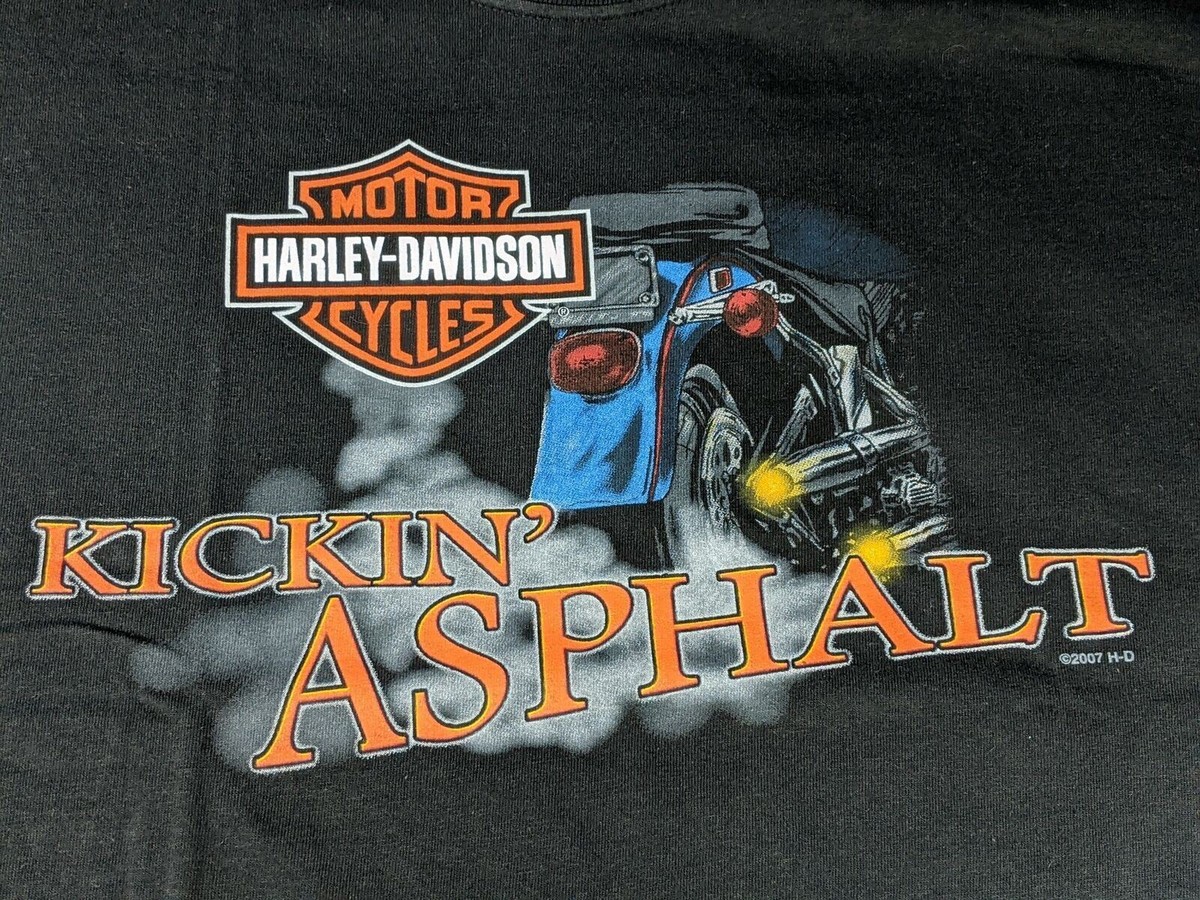 MOTOR
HARLEY-DAVIDSON
CYCLES
®
KICKIN'
ASPHALT
©2007 H-D